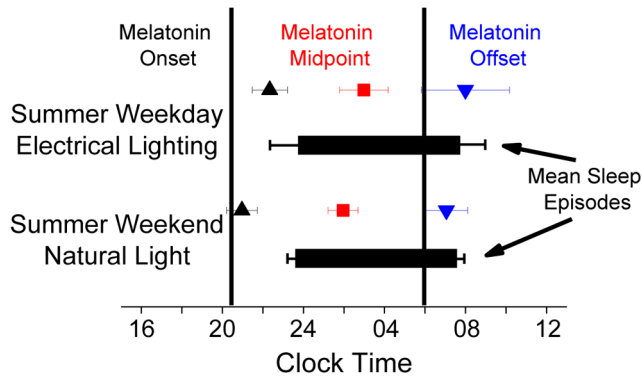 Melatonin
Onset
Melatonin
Midpoint
Melatonin
Offset
Summer Weekday
Electrical Lighting
Mean Sleep
Episodes
Summer Weekend
Natural Light
16 20 24 04 08 12
Clock Time